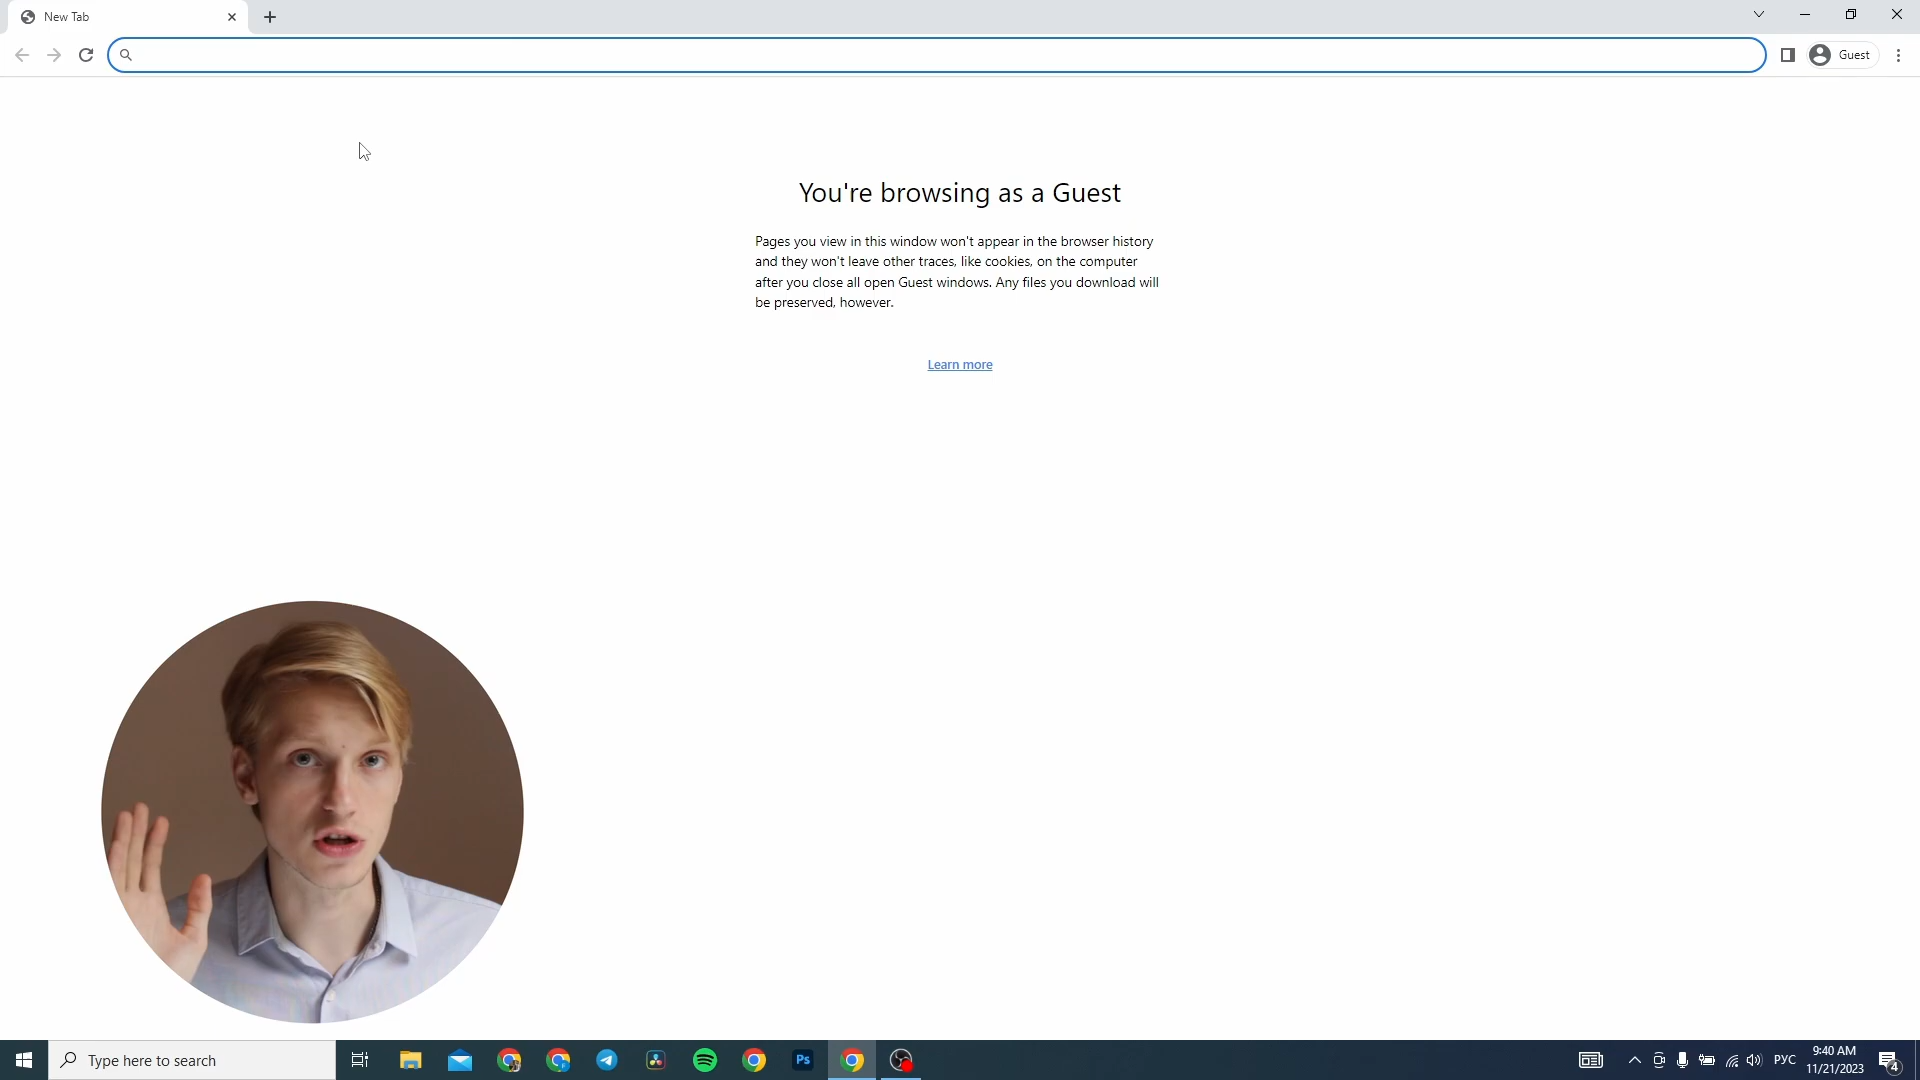 New Tab
Guest
You're browsing as a Guest
Pages you view in this window won't appear in the browser history
and they won't leave other traces, like cookies, on the computer
after you close all open Guest windows. Any files you download will
be preserved, however.
Learn more
Type here to search
Ps
РУС
9:40 AM
11/21/2023
4